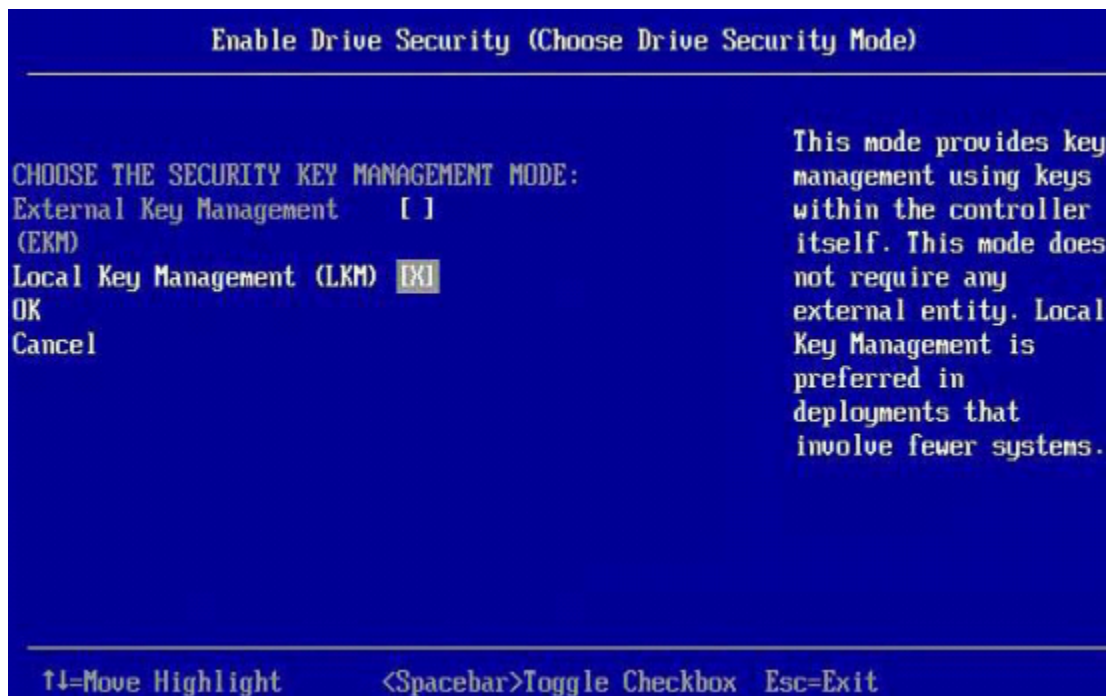 Enable Drive Security (Choose Drive Security Mode)
CHOOSE THE SECURITY KEY MANAGEMENT MODE:
External Key Management [ ]
(EKM)
Local Key Management (LKM) [X]
OK
Cancel
This mode provides key
management using keys
within the controller
itself. This mode does
not require any
external entity. Local
Key Management is
preferred in
deployments that
involve fewer systems.
↑↓=Move Highlight <Spacebar>Toggle Checkbox Esc=Exit